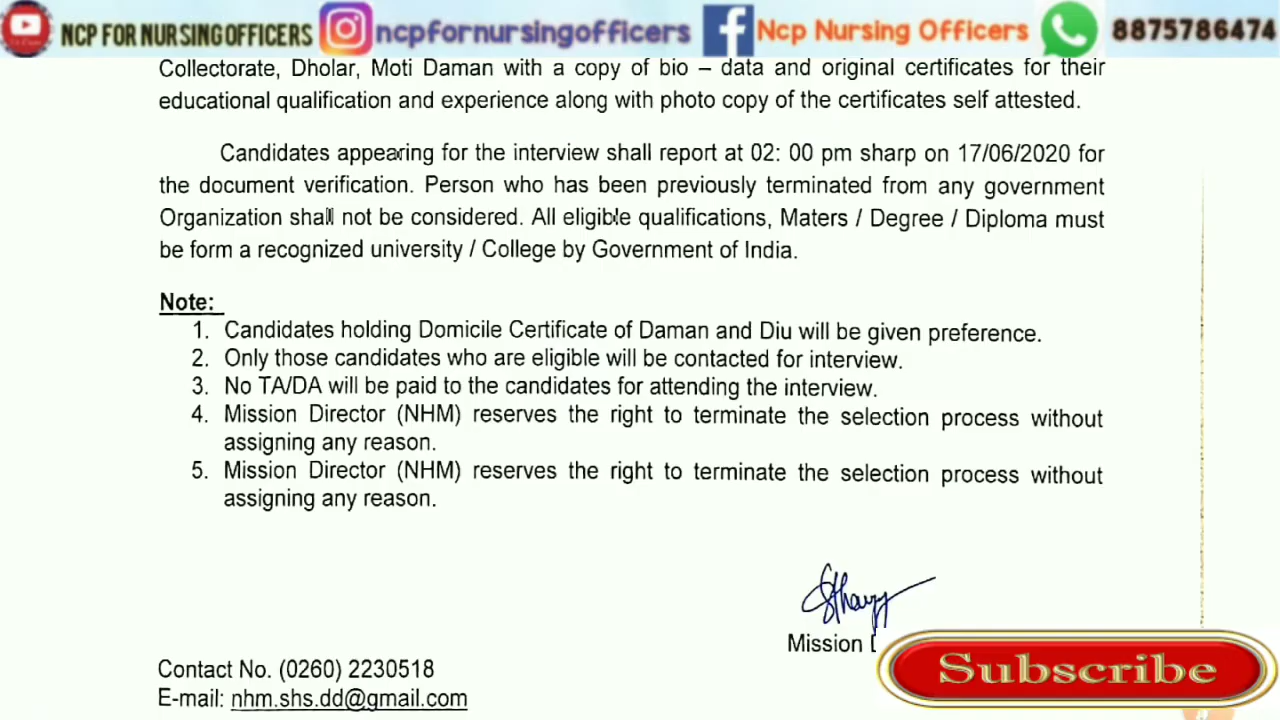 NCP FOR NURSING OFFICERS ncpfornursingofficers Ncp Nursing Officers 8875786474
Collectorate, Dholar, Moti Daman with a copy of bio – data and original certificates for their
educational qualification and experience along with photo copy of the certificates self attested.
Candidates appearing for the interview shall report at 02: 00 pm sharp on 17/06/2020 for
the document verification. Person who has been previously terminated from any government
Organization shall not be considered. All eligible qualifications, Maters / Degree / Diploma must
be form a recognized university / College by Government of India.
Note:
1. Candidates holding Domicile Certificate of Daman and Diu will be given preference.
2. Only those candidates who are eligible will be contacted for interview.
3. No TA/DA will be paid to the candidates for attending the interview.
4. Mission Director (NHM) reserves the right to terminate the selection process without
assigning any reason.
5. Mission Director (NHM) reserves the right to terminate the selection process without
assigning any reason.
Mission
Subscribe
Contact No. (0260) 2230518
E-mail: nhm.shs.dd@gmail.com